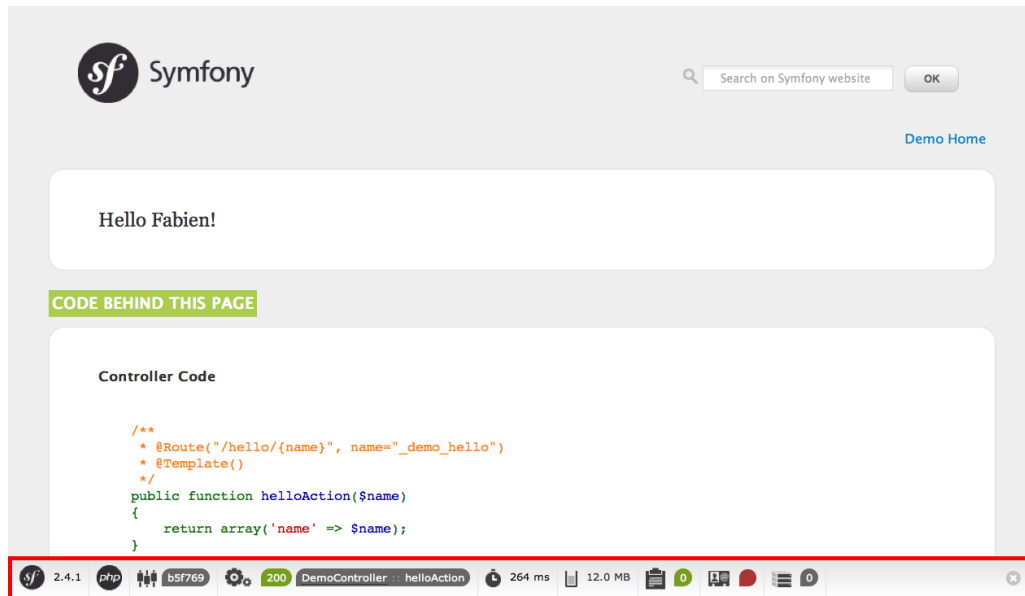 sf Symfony
Search on Symfony website OK
Demo Home
Hello Fabien!
CODE BEHIND THIS PAGE
Controller Code
/**
* @Route("/hello/{name}", name="_demo_hello")
* @Template()
*/
public function helloAction($name)
{
return array('name' => $name);
}
sf 2.4.1 php b5f769 200 DemoController :: helloAction 264 ms 12.0 MB 0 0